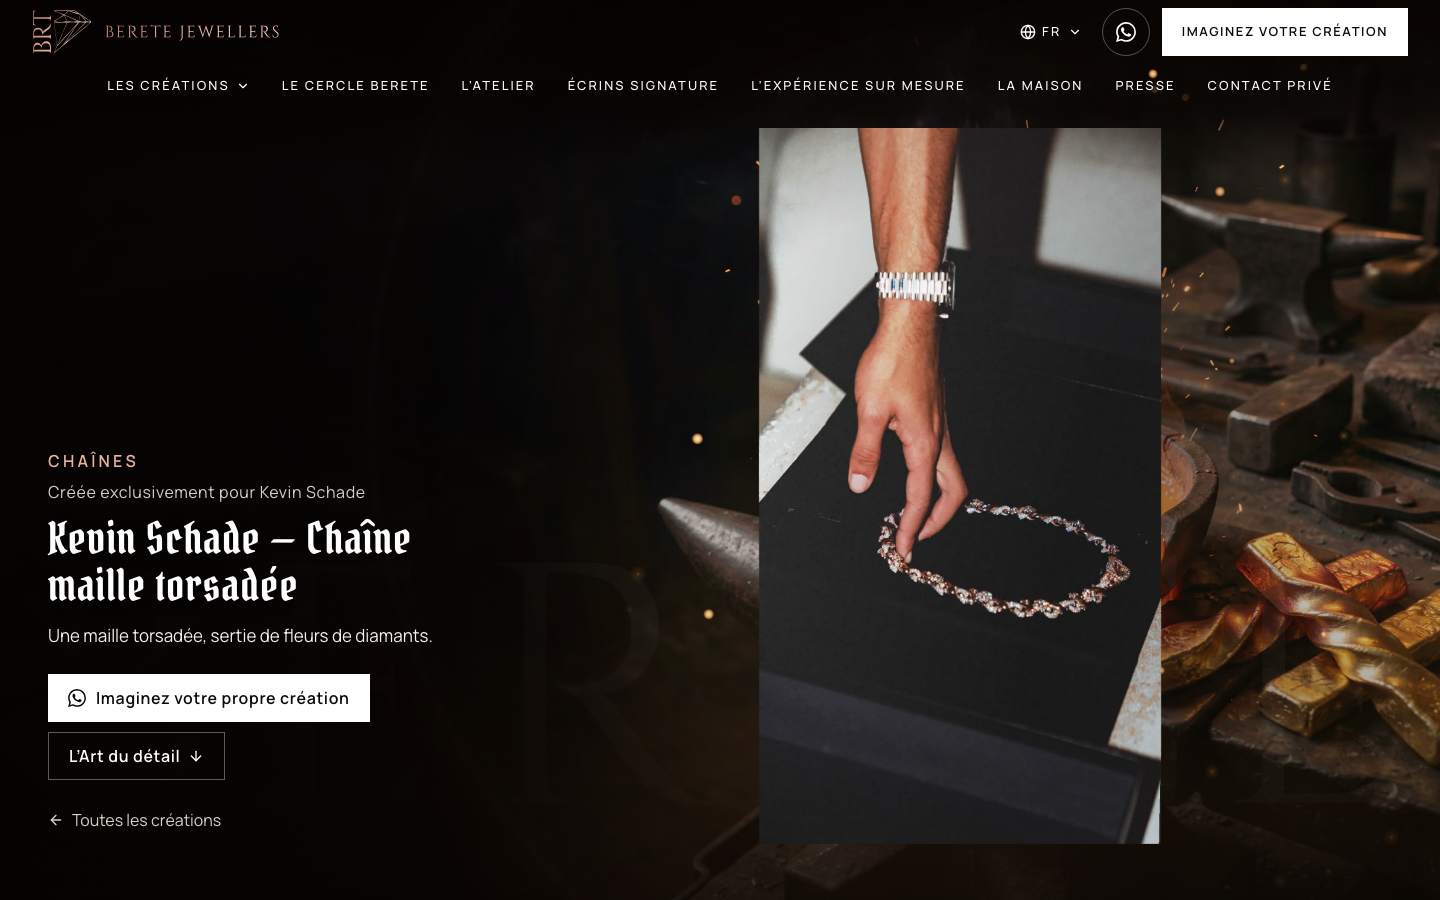 BRT
BERETE JEWELLERS
FR
IMAGINEZ VOTRE CRÉATION
LES CRÉATIONS
LE CERCLE BERETE
L'ATELIER
ÉCRINS SIGNATURE
L'EXPÉRIENCE SUR MESURE
LA MAISON
PRESSE
CONTACT PRIVÉ
CHAÎNES
Créée exclusivement pour Kevin Schade
Kevin Schade – Chaîne
maille torsadée
Une maille torsadée, sertie de fleurs de diamants.
Imaginez votre propre création
L'Art du détail
Toutes les créations